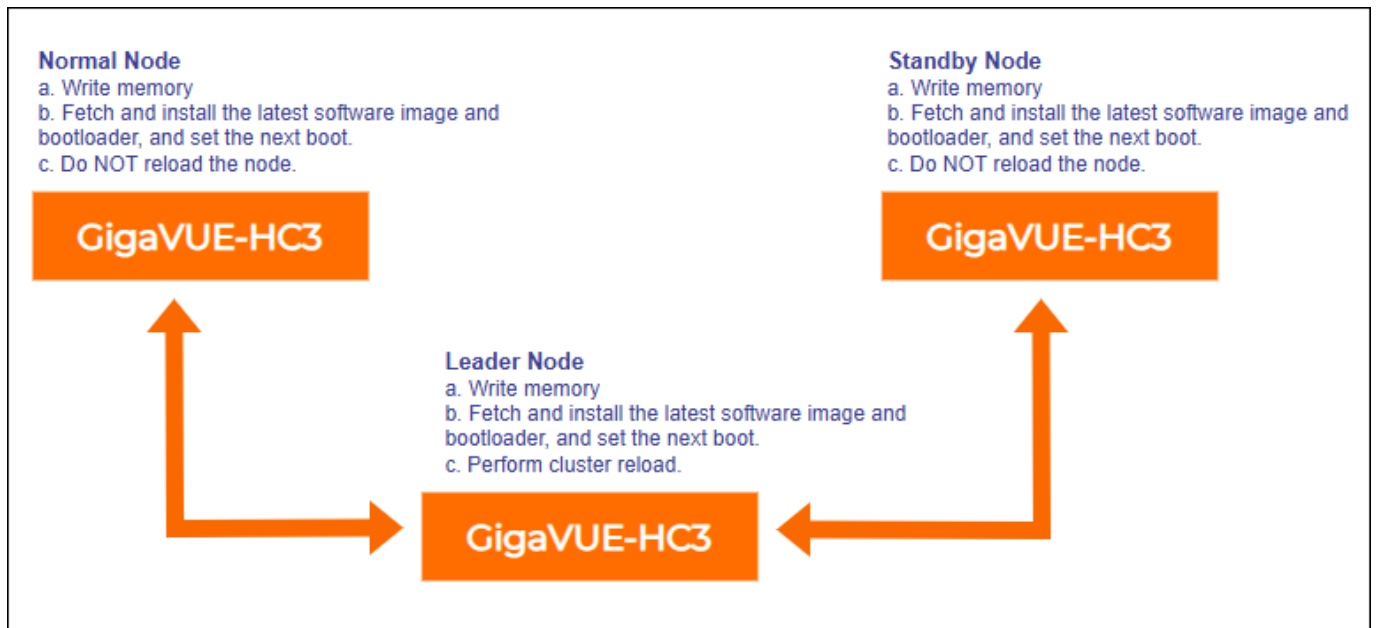 Normal Node
a. Write memory
b. Fetch and install the latest software image and
bootloader, and set the next boot.
c. Do NOT reload the node.
GigaVUE-HC3
Standby Node
a. Write memory
b. Fetch and install the latest software image and
bootloader, and set the next boot.
c. Do NOT reload the node.
GigaVUE-HC3
Leader Node
a. Write memory
b. Fetch and install the latest software image and
bootloader, and set the next boot.
c. Perform cluster reload.
GigaVUE-HC3